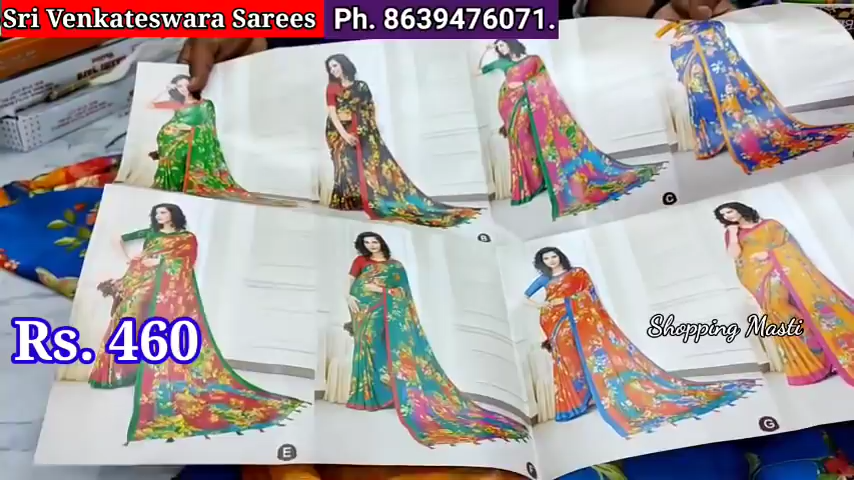 Sri Venkateswara Sarees
Ph. 8639476071.
B
C
Rs. 460
Shopping Masti
E
F
G